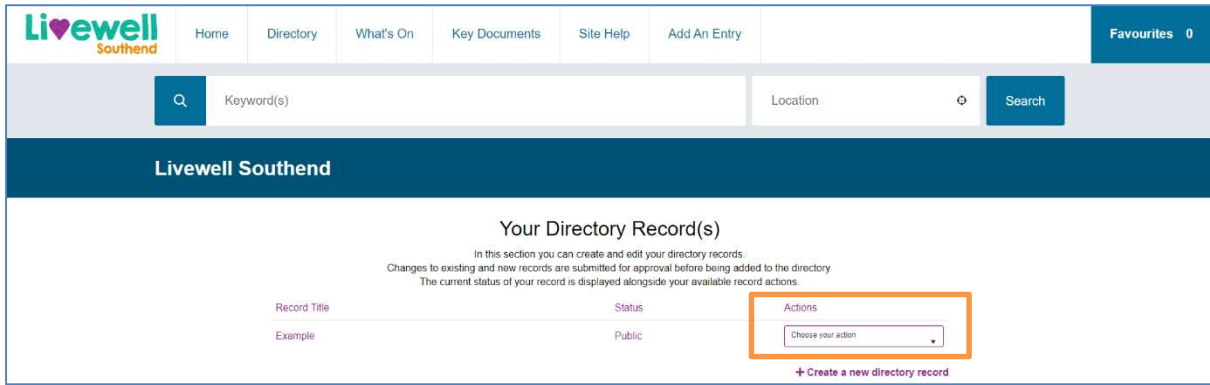 Livewell
Southend
Home Directory What's On Key Documents Site Help Add An Entry Favourites 0
Keyword(s) Location Search
Livewell Southend
Your Directory Record(s)
In this section you can create and edit your directory records.
Changes to existing and new records are submitted for approval before being added to the directory.
The current status of your record is displayed alongside your available record actions.
Record Title Status Actions
Example Public Choose your action
+ Create a new directory record